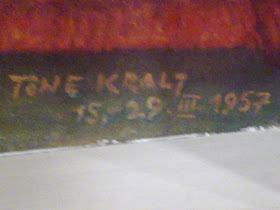 TONE KRALJ
15.-29. III 1957